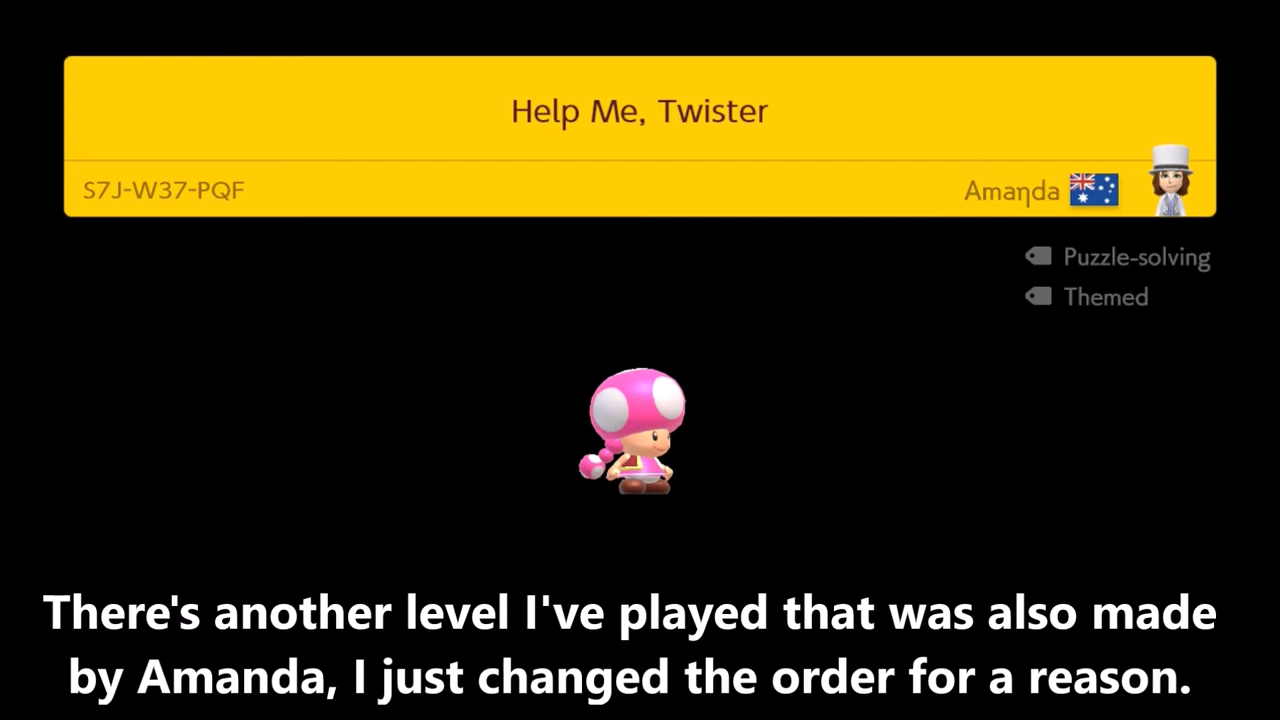 Help Me, Twister
S7J-W37-PQF
Amaηda
Puzzle-solving
Themed
There's another level I've played that was also made
by Amanda, I just changed the order for a reason.